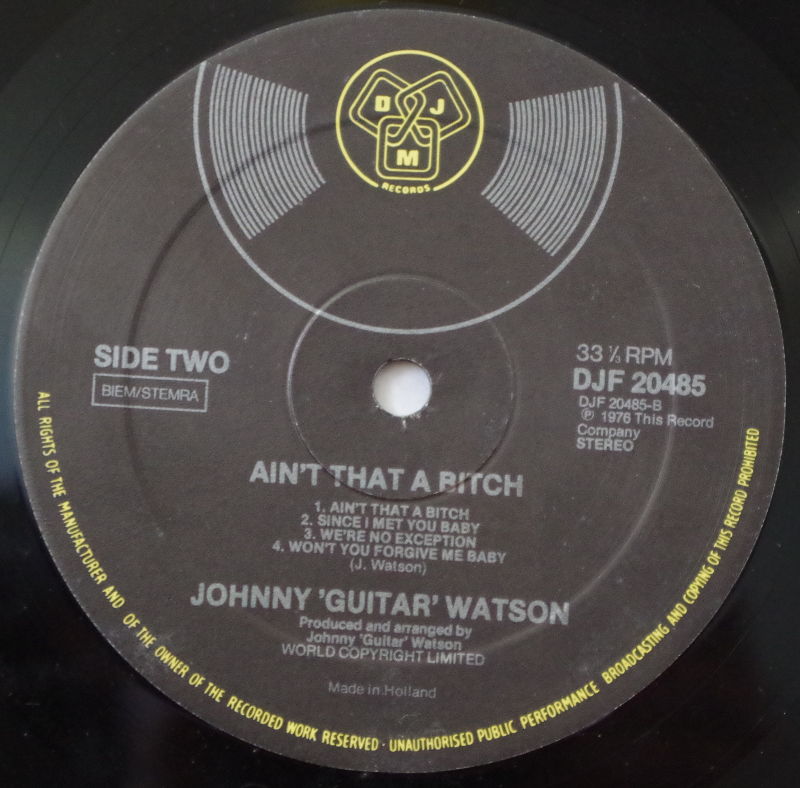 D J
M
RECORDS
SIDE TWO
BIEM/STEMRA
33 ⅓ RPM
DJF 20485
DJF 20485-B
℗ 1976 This Record
Company
STEREO
AIN'T THAT A BITCH
1. AIN'T THAT A BITCH
2. SINCE I MET YOU BABY
3. WE'RE NO EXCEPTION
4. WON'T YOU FORGIVE ME BABY
(J. Watson)
JOHNNY 'GUITAR' WATSON
Produced and arranged by
Johnny 'Guitar' Watson
WORLD COPYRIGHT LIMITED
Made in Holland
ALL RIGHTS OF THE MANUFACTURER AND OF THE OWNER OF THE RECORDED WORK RESERVED · UNAUTHORISED PUBLIC PERFORMANCE BROADCASTING AND COPYING OF THIS RECORD PROHIBITED